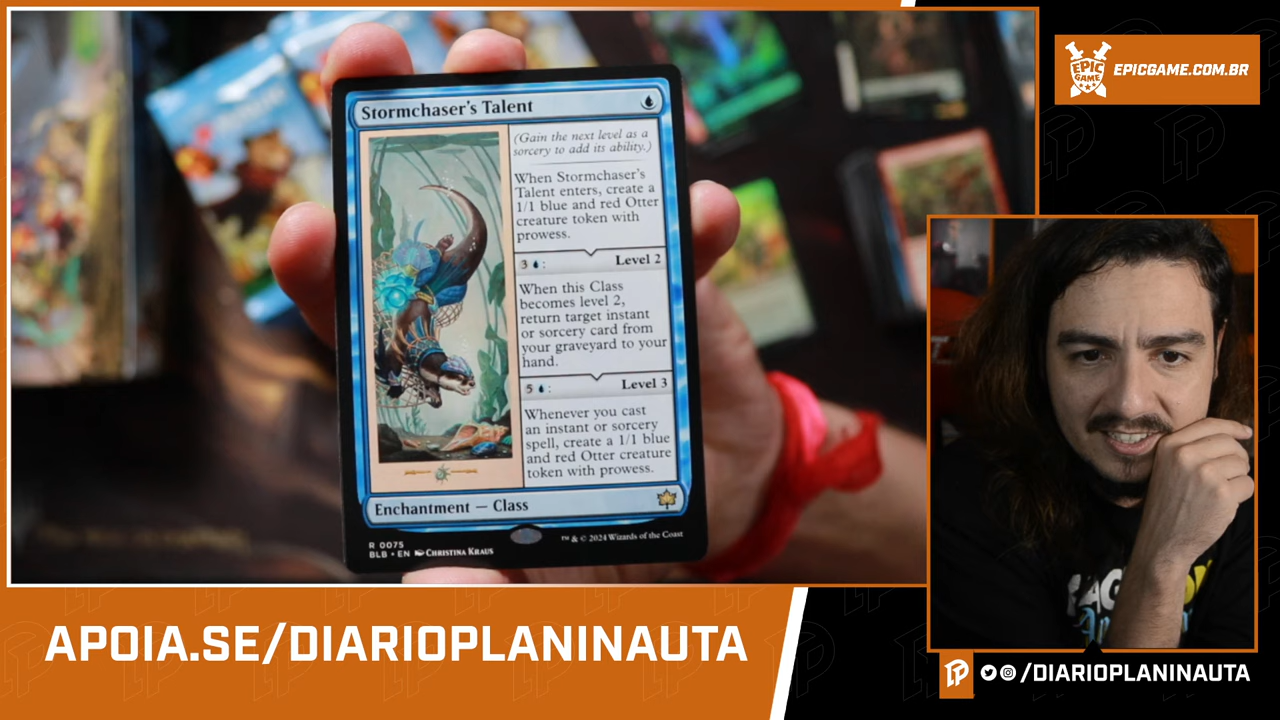 EPIC
GAME
EPICGAME.COM.BR
Stormchaser's Talent
(Gain the next level as a
sorcery to add its ability.)
When Stormchaser's
Talent enters, create a
1/1 blue and red Otter
creature token with
prowess.
3 : Level 2
When this Class
becomes level 2,
return target instant
or sorcery card from
your graveyard to your
hand.
5 : Level 3
Whenever you cast
an instant or sorcery
spell, create a 1/1 blue
and red Otter creature
token with prowess.
Enchantment — Class
R 0075
BLB • EN CHRISTINA KRAUS
™ & © 2024 Wizards of the Coast
APOIA.SE/DIARIOPLANINAUTA
/DIARIOPLANINAUTA